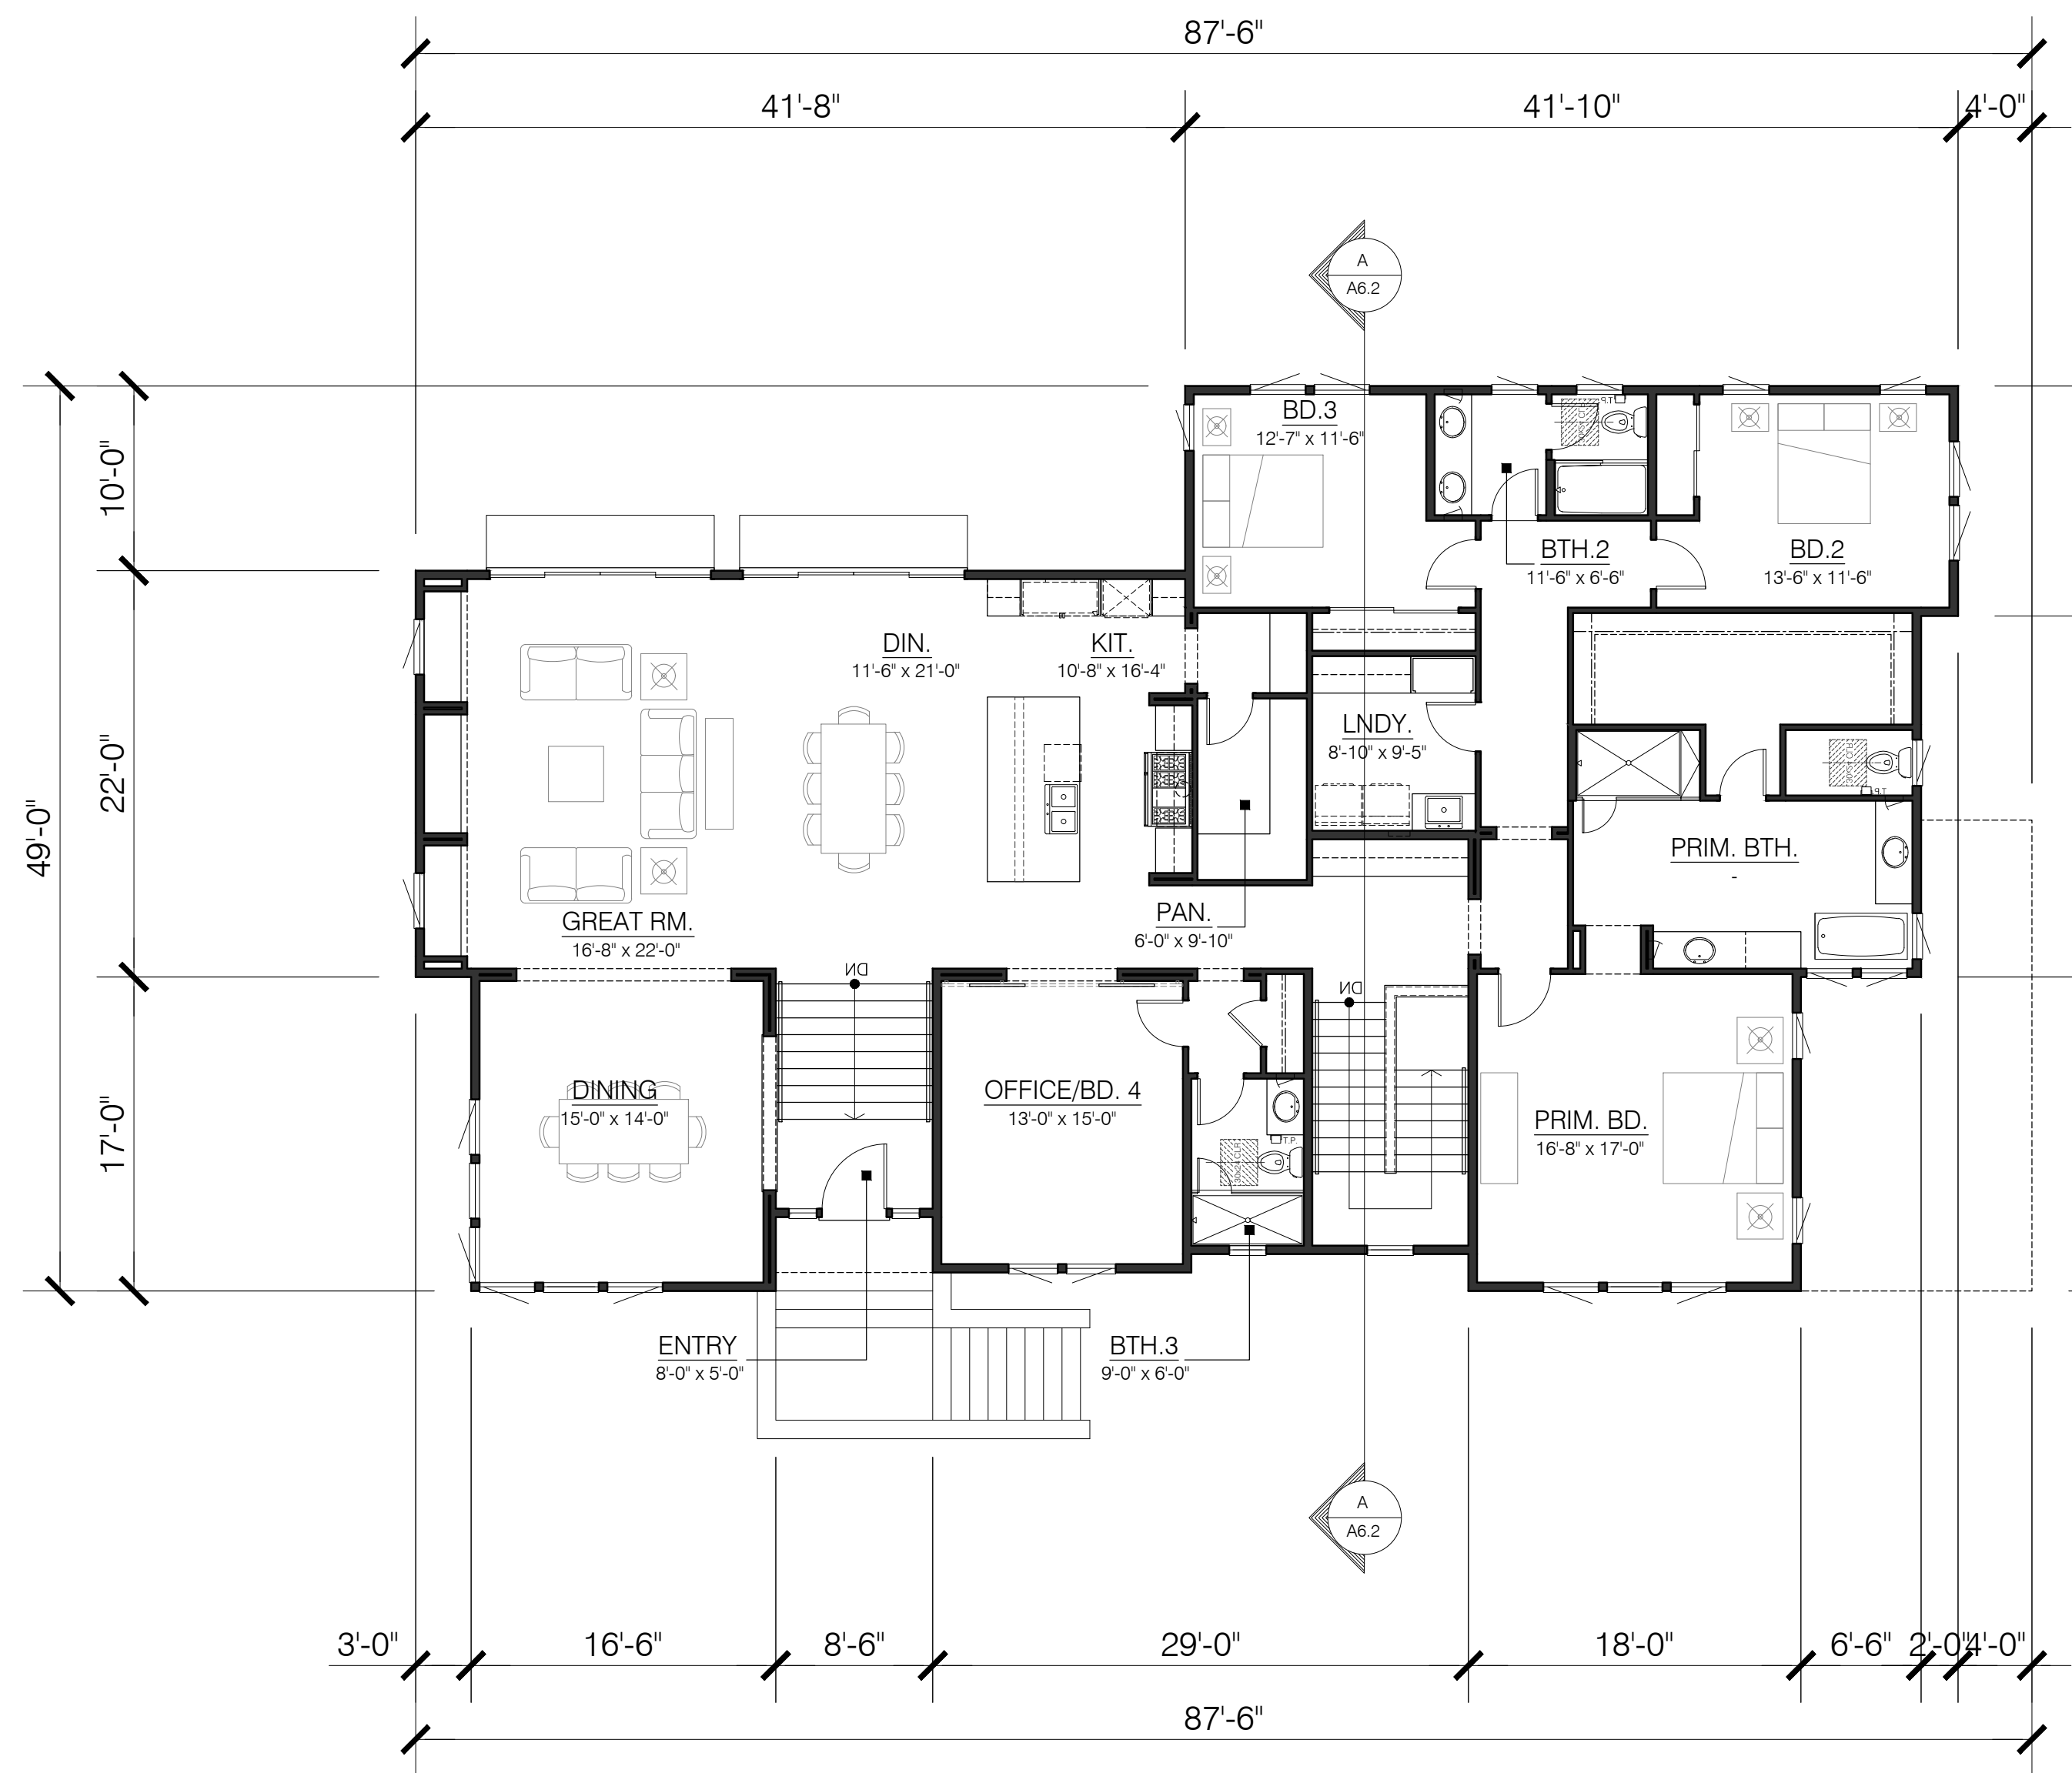 87'-6"
41'-8"
41'-10"
4'-0"
A
A6.2
10'-0"
22'-0"
49'-0"
17'-0"
BD.3
12'-7" x 11'-6"
T.P.
BTH.2
11'-6" x 6'-6"
BD.2
13'-6" x 11'-6"
DIN.
11'-6" x 21'-0"
KIT.
10'-8" x 16'-4"
LNDY.
8'-10" x 9'-5"
T.P.
PRIM. BTH.
-
GREAT RM.
16'-8" x 22'-0"
PAN.
6'-0" x 9'-10"
DN
DN
DINING
15'-0" x 14'-0"
OFFICE/BD. 4
13'-0" x 15'-0"
T.P.
PRIM. BD.
16'-8" x 17'-0"
ENTRY
8'-0" x 5'-0"
BTH.3
9'-0" x 6'-0"
A
A6.2
3'-0"
16'-6"
8'-6"
29'-0"
18'-0"
6'-6"
2'-0"
4'-0"
87'-6"